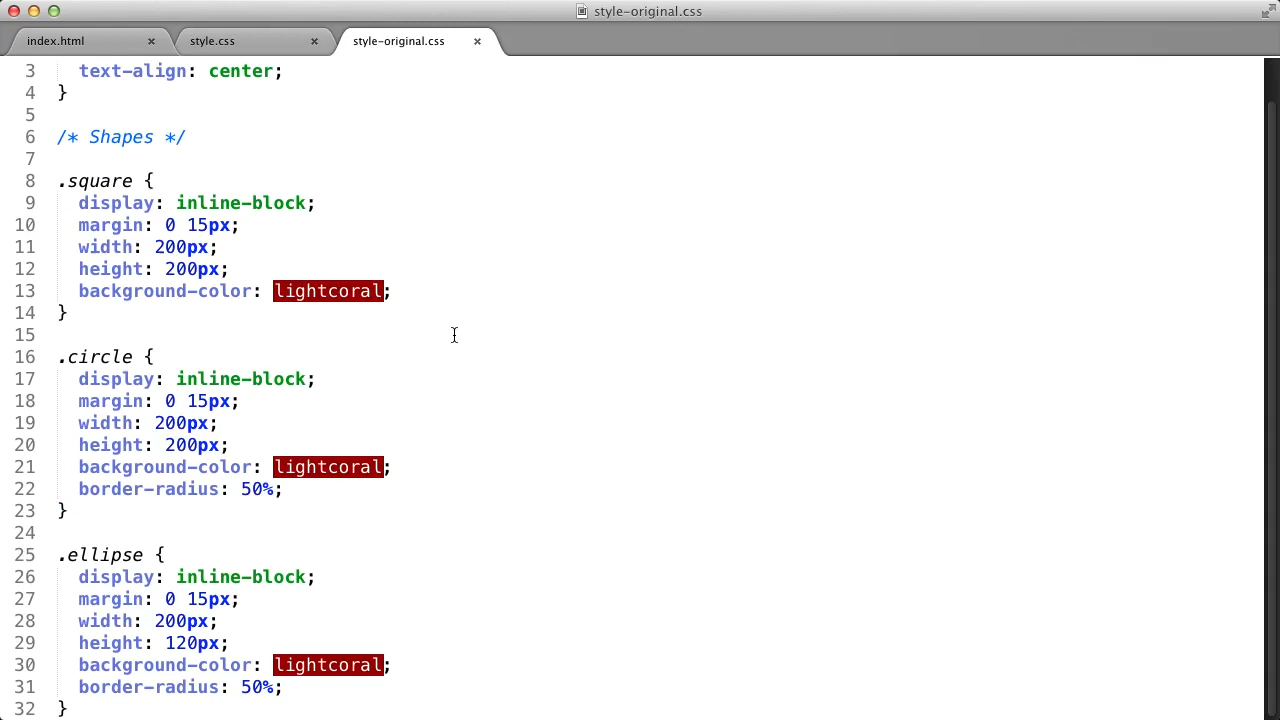 style-original.css
index.html × style.css × style-original.css ×
3 text-align: center;
4 }
5
6 /* Shapes */
7
8 .square {
9 display: inline-block;
10 margin: 0 15px;
11 width: 200px;
12 height: 200px;
13 background-color: lightcoral;
14 }
15
16 .circle {
17 display: inline-block;
18 margin: 0 15px;
19 width: 200px;
20 height: 200px;
21 background-color: lightcoral;
22 border-radius: 50%;
23 }
24
25 .ellipse {
26 display: inline-block;
27 margin: 0 15px;
28 width: 200px;
29 height: 120px;
30 background-color: lightcoral;
31 border-radius: 50%;
32 }